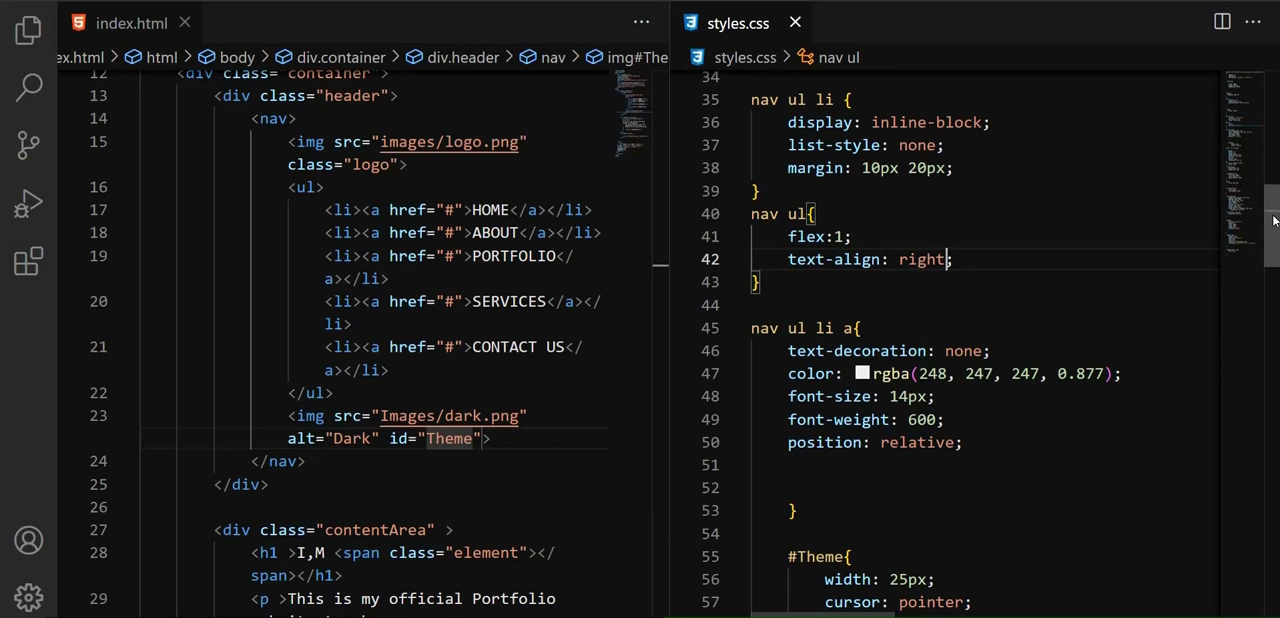 index.html
ex.html > html > body > div.container > div.header > nav > img#The
12 <div class="container">
13 <div class="header">
14 <nav>
15 <img src="images/logo.png"
class="logo">
16 <ul>
17 <li><a href="#">HOME</a></li>
18 <li><a href="#">ABOUT</a></li>
19 <li><a href="#">PORTFOLIO</
a></li>
20 <li><a href="#">SERVICES</a></
li>
21 <li><a href="#">CONTACT US</
a></li>
22 </ul>
23 <img src="Images/dark.png"
alt="Dark" id="Theme">
24 </nav>
25 </div>
26
27 <div class="contentArea" >
28 <h1 >I,M <span class="element"></
span></h1>
29 <p >This is my official Portfolio
styles.css
styles.css > nav ul
34
35 nav ul li {
36 display: inline-block;
37 list-style: none;
38 margin: 10px 20px;
39 }
40 nav ul{
41 flex:1;
42 text-align: right;
43 }
44
45 nav ul li a{
46 text-decoration: none;
47 color: rgba(248, 247, 247, 0.877);
48 font-size: 14px;
49 font-weight: 600;
50 position: relative;
51
52
53 }
54
55 #Theme{
56 width: 25px;
57 cursor: pointer;